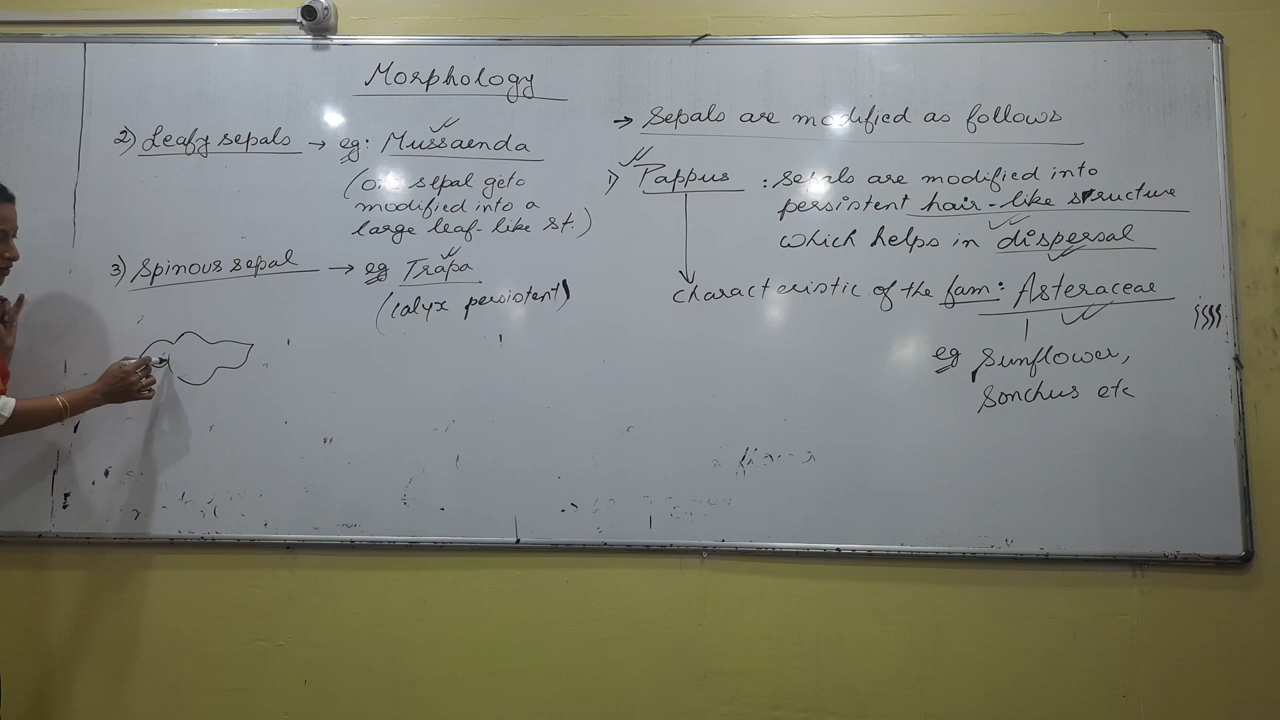 Morphology
→ Sepals are modified as follows
1) Pappus : Sepals are modified into
persistent hair-like structure
which helps in dispersal
characteristic of the fam: Asteraceae
eg Sunflower,
Sonchus etc
2) Leafy sepals → eg: Mussaenda
(one sepal gets
modified into a
large leaf-like st.)
3) Spinous sepal → eg Trapa
(calyx persistent)